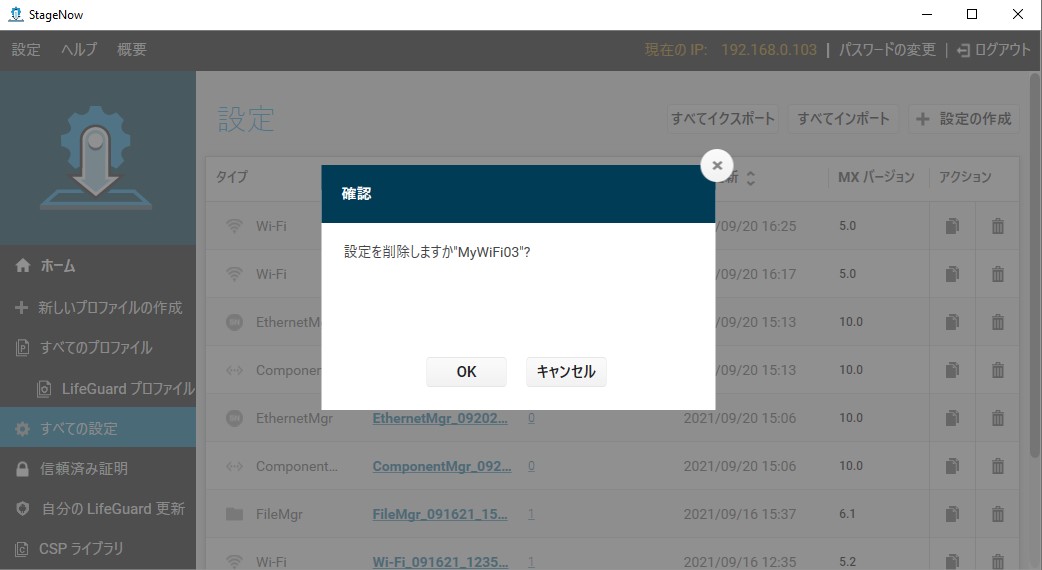 StageNow
設定 ヘルプ 概要 現在の IP: 192.168.0.103 | パスワードの変更 | ログアウト
設定 すべてイクスポート すべてインポート + 設定の作成
タイプ 新 MX バージョン アクション
確認
設定を削除しますか"MyWiFi03"?
OK キャンセル
Wi-Fi /09/20 16:25 5.0
Wi-Fi /09/20 16:17 5.0
EthernetM /09/20 15:13 10.0
Componen /09/20 15:13 10.0
EthernetMgr EthernetMgr_09202... 0 2021/09/20 15:06 10.0
Component... ComponentMgr_092... 0 2021/09/20 15:06 10.0
FileMgr FileMgr_091621_15... 1 2021/09/16 15:37 6.1
Wi-Fi Wi-Fi_091621_1235... 1 2021/09/16 12:35 5.2
ホーム
+ 新しいプロファイルの作成
すべてのプロファイル
LifeGuard プロファイル
すべての設定
信頼済み証明
自分の LifeGuard 更新
CSP ライブラリ